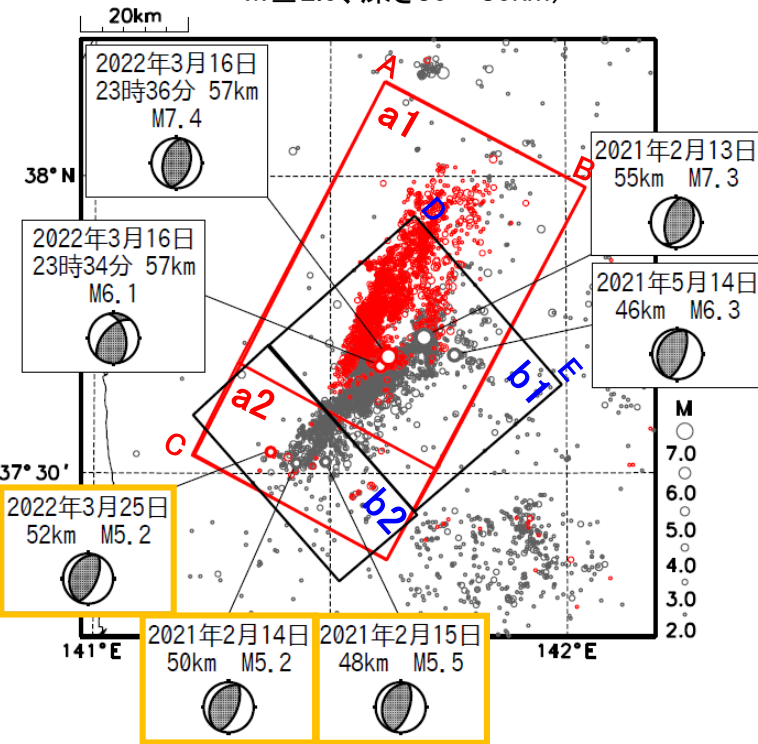 20km
2022年3月16日
23時36分 57km
M7.4
2022年3月16日
23時34分 57km
M6.1
2021年2月13日
55km M7.3
2021年5月14日
46km M6.3
2022年3月25日
52km M5.2
2021年2月14日
50km M5.2
2021年2月15日
48km M5.5
A
a1
B
D
E
b1
a2
C
b2
38°N
37°30'
141°E
142°E
M
7.0
6.0
5.0
4.0
3.0
2.0